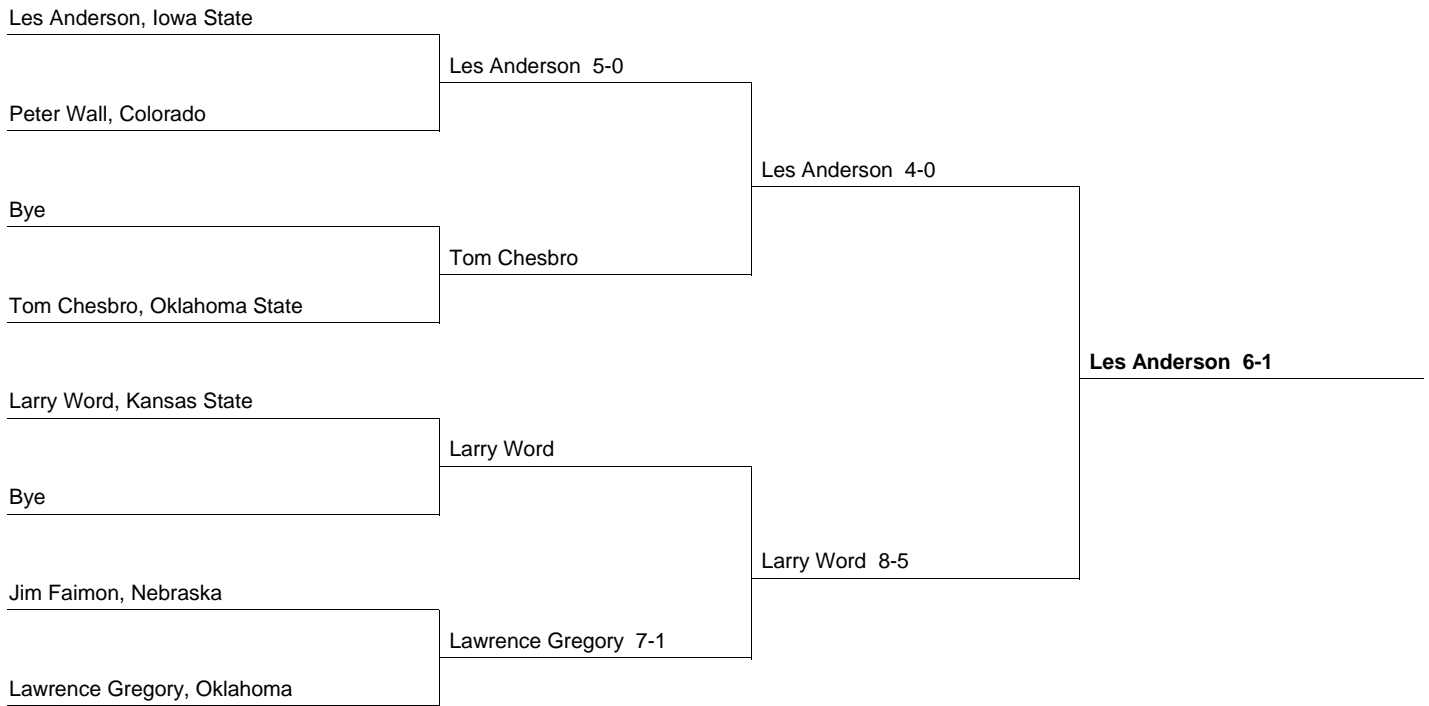 Les Anderson, Iowa State
Les Anderson  5-0
Peter Wall, Colorado
Les Anderson  4-0
Bye
Tom Chesbro
Tom Chesbro, Oklahoma State
Les Anderson  6-1
Larry Word, Kansas State
Larry Word
Bye
Larry Word  8-5
Jim Faimon, Nebraska
Lawrence Gregory  7-1
Lawrence Gregory, Oklahoma